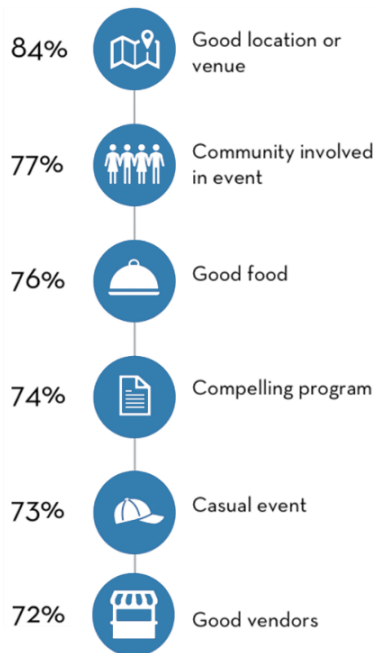 84%
Good location or
venue
77%
Community involved
in event
76%
Good food
74%
Compelling program
73%
Casual event
72%
Good vendors